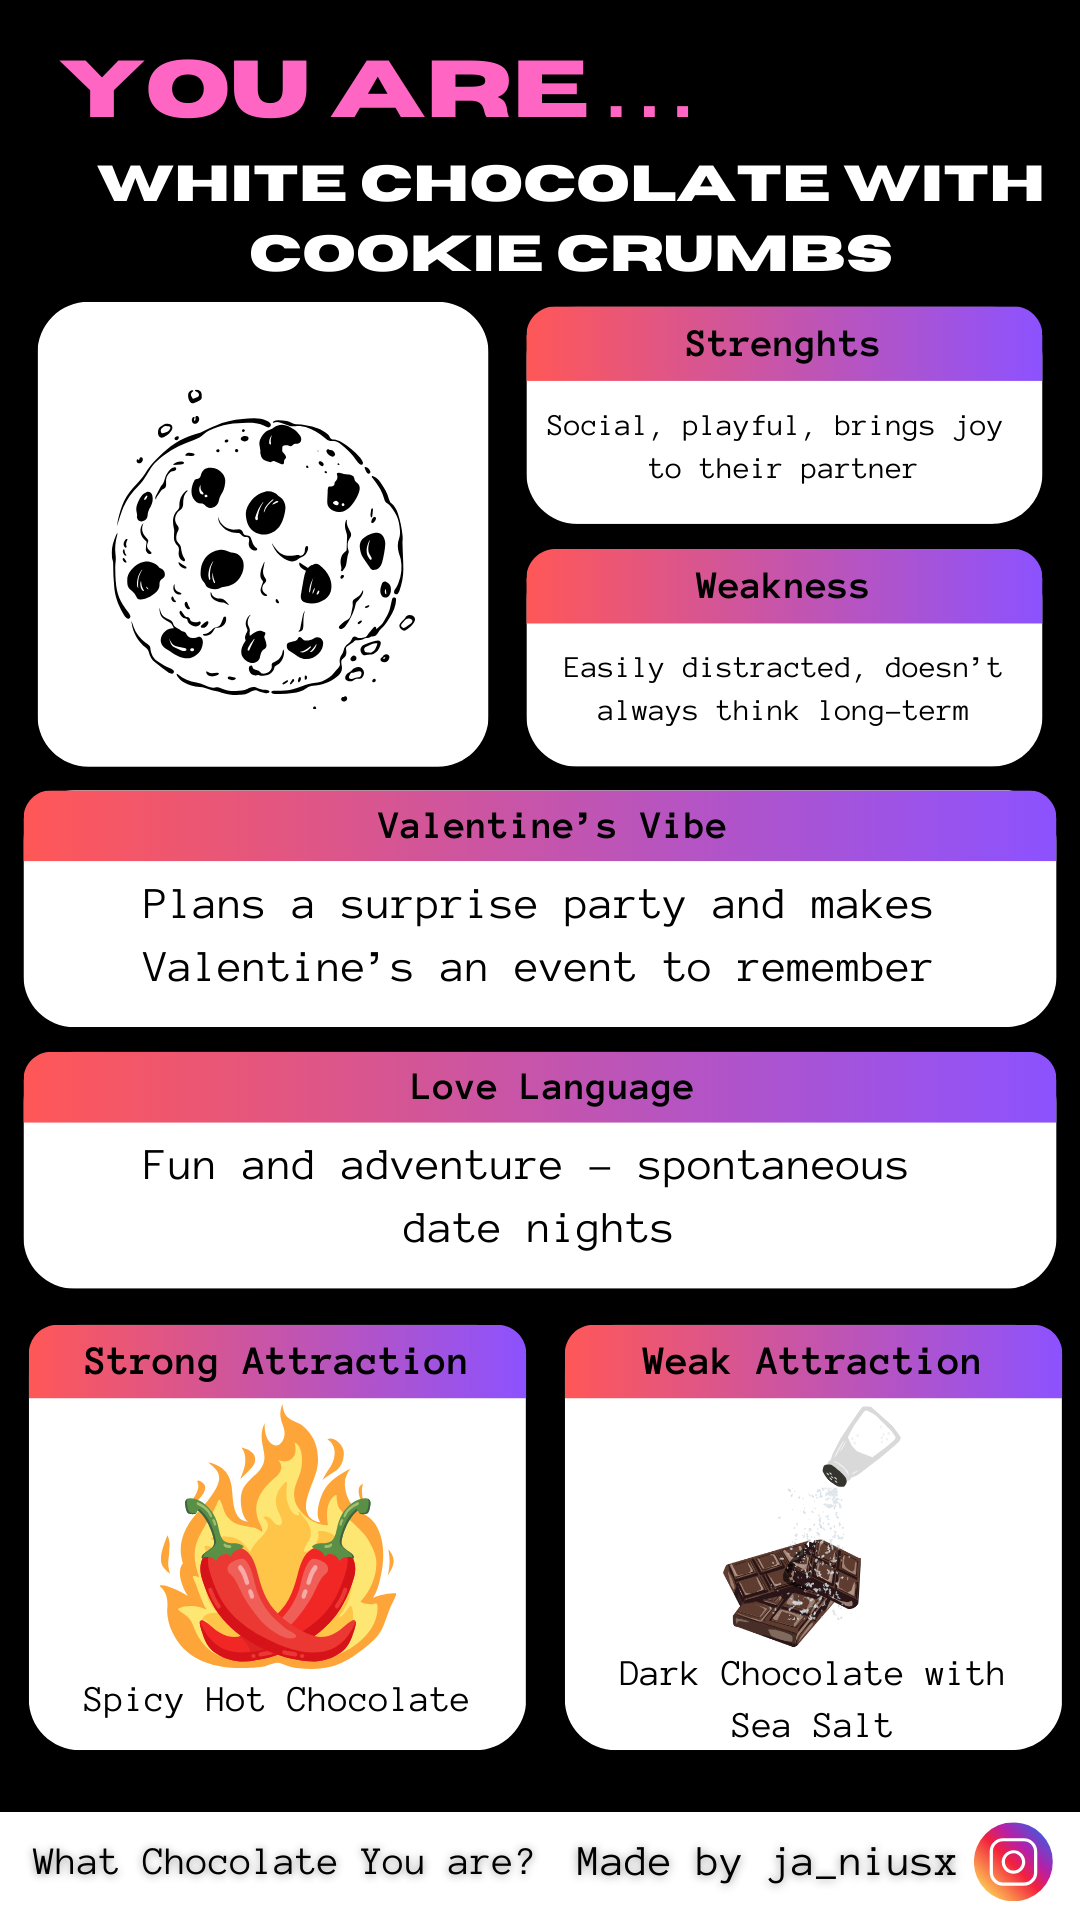 YOU ARE...
WHITE CHOCOLATE WITH
COOKIE CRUMBS
Strenghts
Social, playful, brings joy
to their partner
Weakness
Easily distracted, doesn’t
always think long-term
Valentine’s Vibe
Plans a surprise party and makes
Valentine’s an event to remember
Love Language
Fun and adventure – spontaneous
date nights
Strong Attraction
Spicy Hot Chocolate
Weak Attraction
Dark Chocolate with
Sea Salt
What Chocolate You are?
Made by ja_niusx